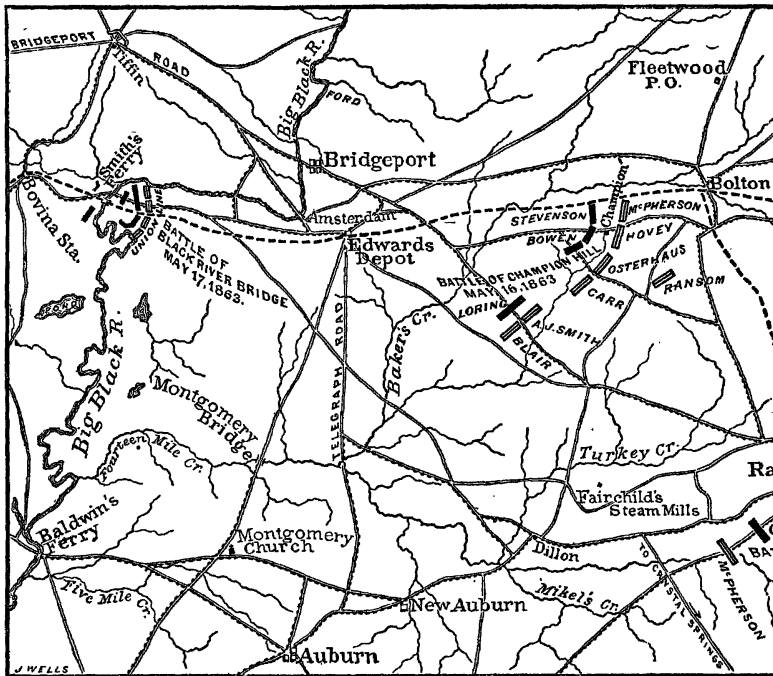 BRIDGEPORT
ROAD
Tiffin
Big Black R.
FORD
Fleetwood
P.O.
Bridgeport
Smith's
Ferry
Bovina Sta.
UNION LINE
BATTLE OF
BLACK RIVER BRIDGE
MAY 17, 1863.
Amsterdam
Edwards
Depot
STEVENSON
BOWEN
BATTLE OF CHAMPION HILL
MAY 16, 1863
Champion
McPHERSON
HOVEY
OSTERHAUS
Bolton
CARR
RANSOM
LORING
A.J. SMITH
BLAIR
Baker's Cr.
TELEGRAPH ROAD
Big Black R.
Montgomery
Bridge
Fourteen Mile Cr.
Turkey Cr.
Ra
Fairchild's
Steam Mills
Baldwin's
Ferry
Montgomery
Church
Dillon
Five Mile Cr.
New Auburn
Mikel's Cr.
TO CRYSTAL SPRINGS
McPHERSON
BA
Auburn
J WELLS